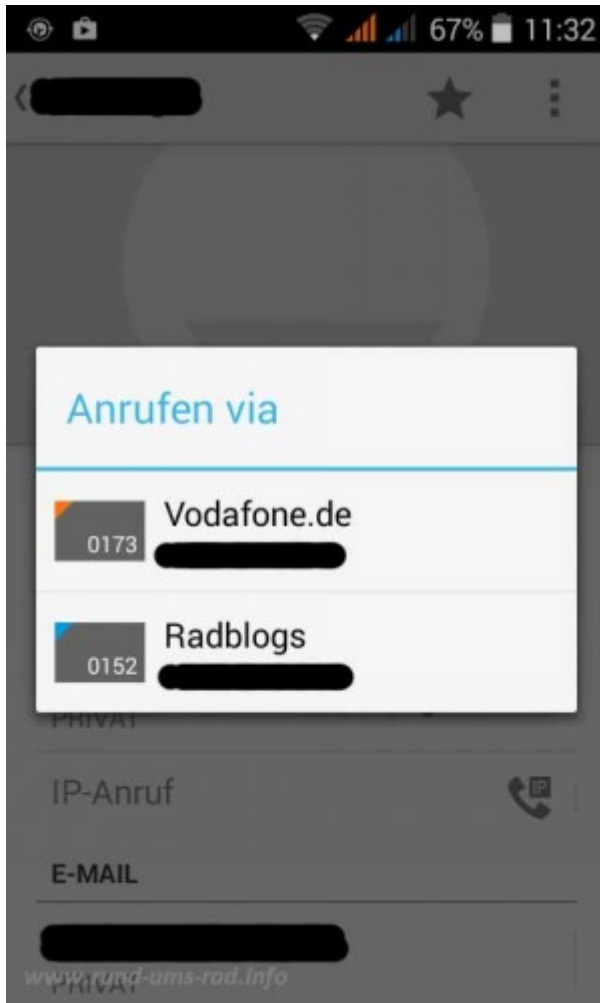 67% 11:32
Anrufen via
Vodafone.de
0173
Radblogs
0152
PRIVAT
IP-Anruf
IP
E-MAIL
PRIVAT
www.rund-ums-rad.info